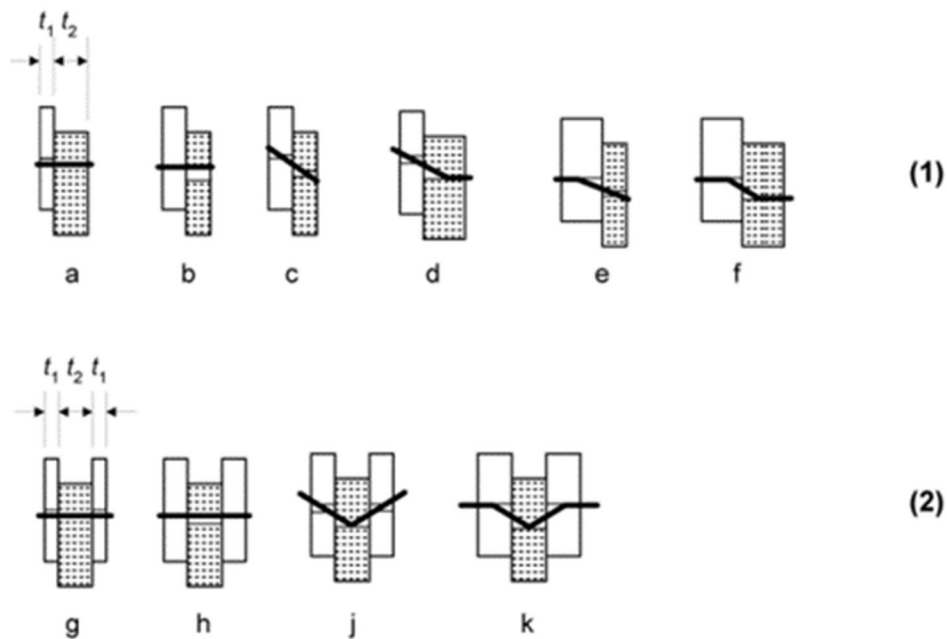 t₁ t₂
(1)
a b c d e f
t₁ t₂ t₁
(2)
g h j k